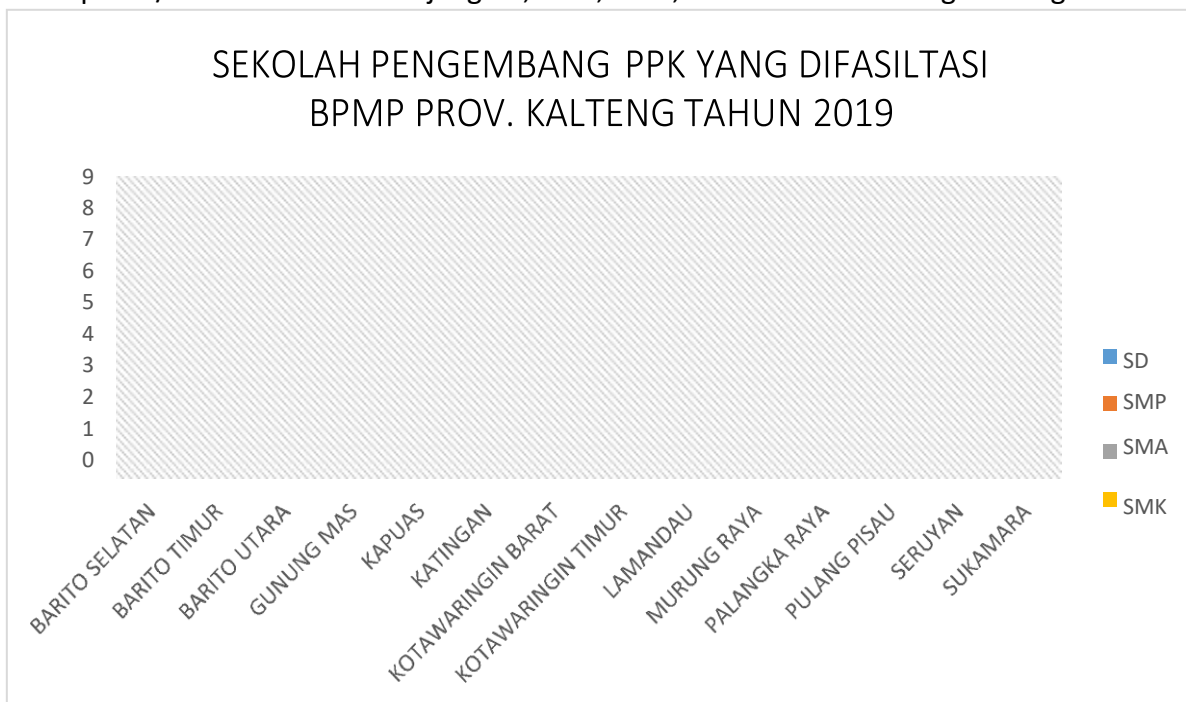 SEKOLAH PENGEMBANG PPK YANG DIFASILTASI
BPMP PROV. KALTENG TAHUN 2019
9
8
7
6
5
4
3
2
1
0
BARITO SELATAN
BARITO TIMUR
BARITO UTARA
GUNUNG MAS
KAPUAS
KATINGAN
KOTAWARINGIN BARAT
KOTAWARINGIN TIMUR
LAMANDAU
MURUNG RAYA
PALANGKA RAYA
PULANG PISAU
SERUYAN
SUKAMARA
SD
SMP
SMA
SMK